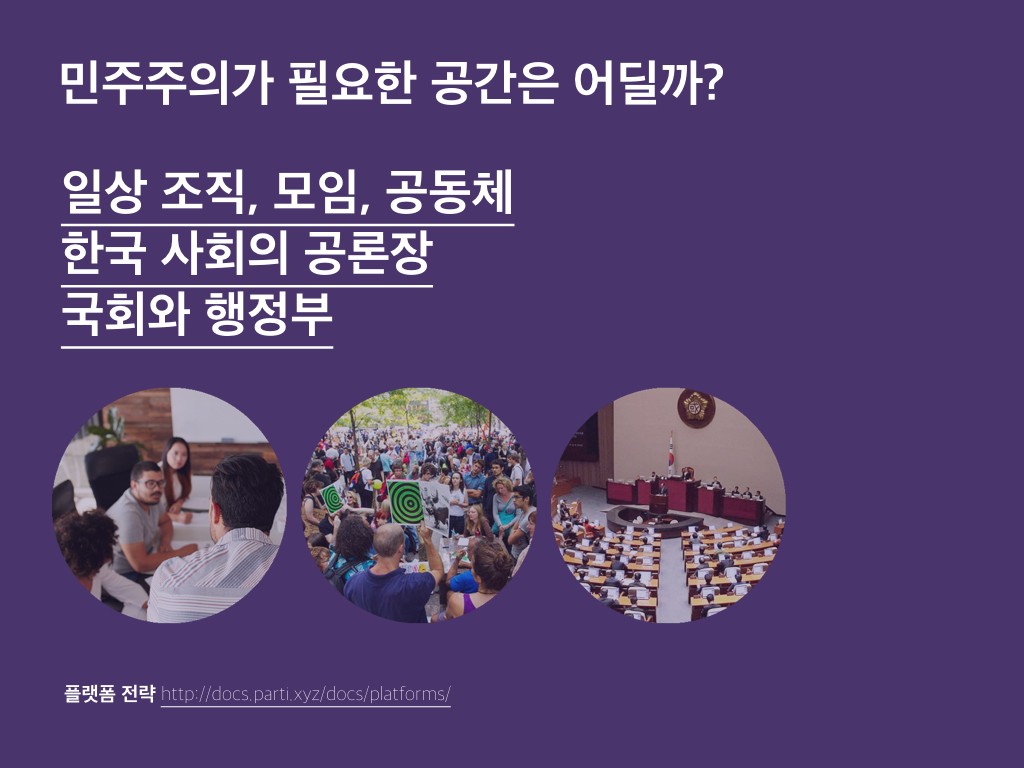 민주주의가 필요한 공간은 어딜까?
일상 조직, 모임, 공동체
한국 사회의 공론장
국회와 행정부
플랫폼 전략 http://docs.parti.xyz/docs/platforms/